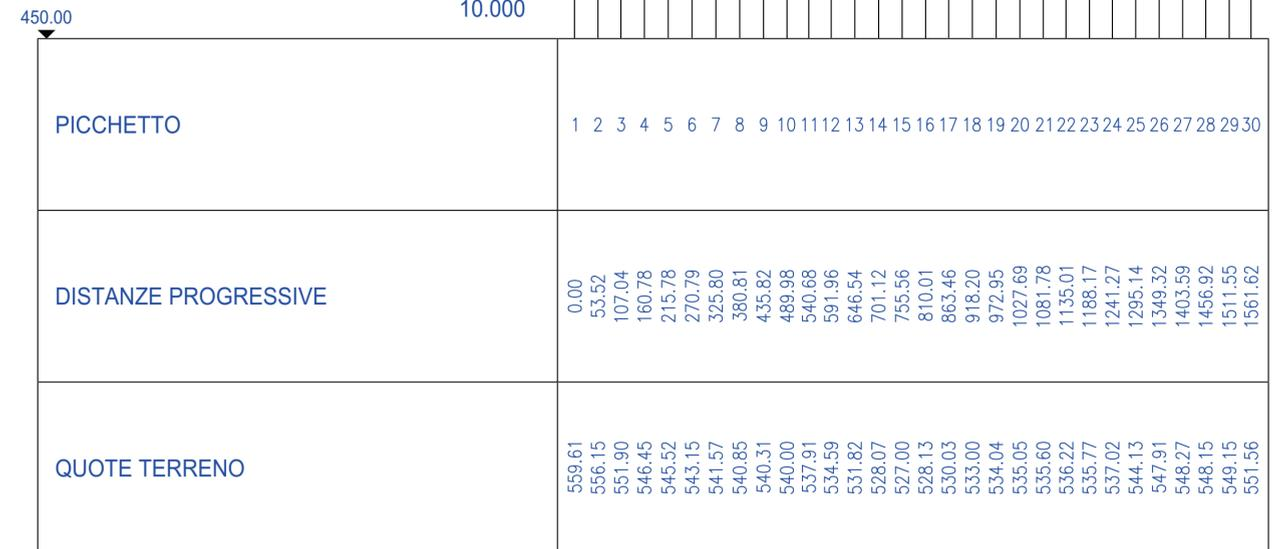 450.00
10.000
PICCHETTO 1 2 3 4 5 6 7 8 9 10 11 12 13 14 15 16 17 18 19 20 21 22 23 24 25 26 27 28 29 30
DISTANZE PROGRESSIVE 0.00 53.52 107.04 160.78 215.78 270.79 325.80 380.81 435.82 489.98 540.68 591.96 646.54 701.12 755.56 810.01 863.46 918.20 972.95 1027.69 1081.78 1135.01 1188.17 1241.27 1295.14 1349.32 1403.59 1456.92 1511.55 1561.62
QUOTE TERRENO 559.61 556.15 551.90 546.45 545.52 543.15 541.57 540.85 540.31 540.00 537.91 534.59 531.82 528.07 527.00 528.13 530.03 533.00 534.04 535.05 535.60 536.22 535.77 537.02 544.13 547.91 548.27 548.15 549.15 551.56